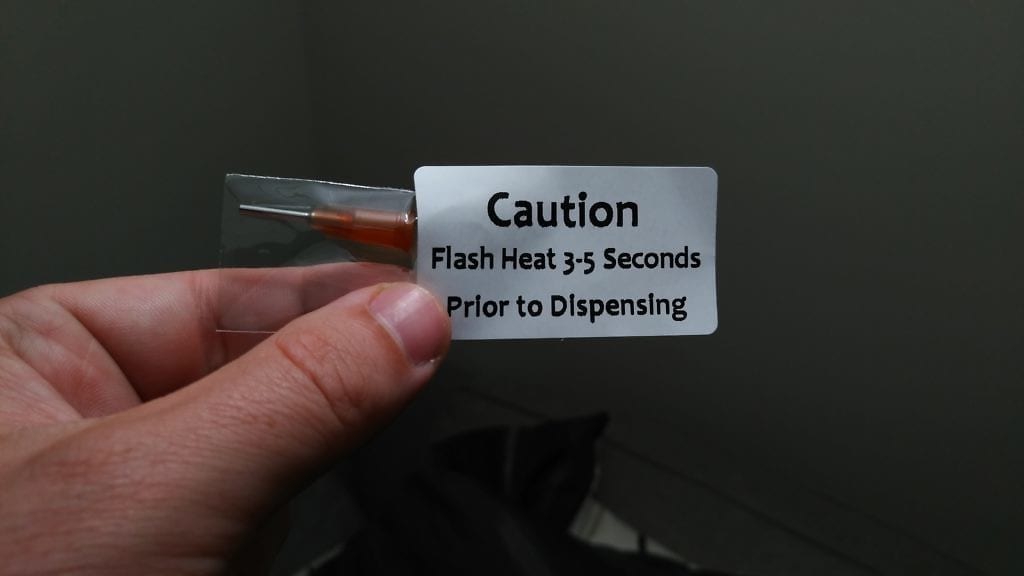 Caution
Flash Heat 3-5 Seconds
Prior to Dispensing